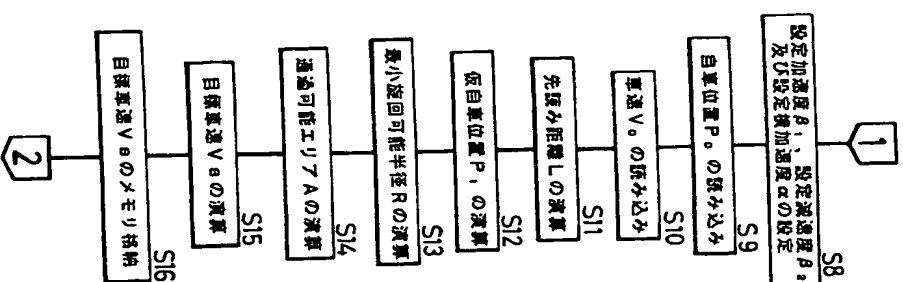 1
設定加速度β₁、設定減速度β₂
及び設定横加速度αの設定
S8
自車位置P₀の読み込み
S9
車速V₀の読み込み
S10
先読み距離Lの演算
S11
仮自車位置P₁の演算
S12
最小旋回可能半径Rの演算
S13
通過可能エリアAの演算
S14
目標車速Vaの演算
S15
目標車速Vaのメモリ格納
S16
2